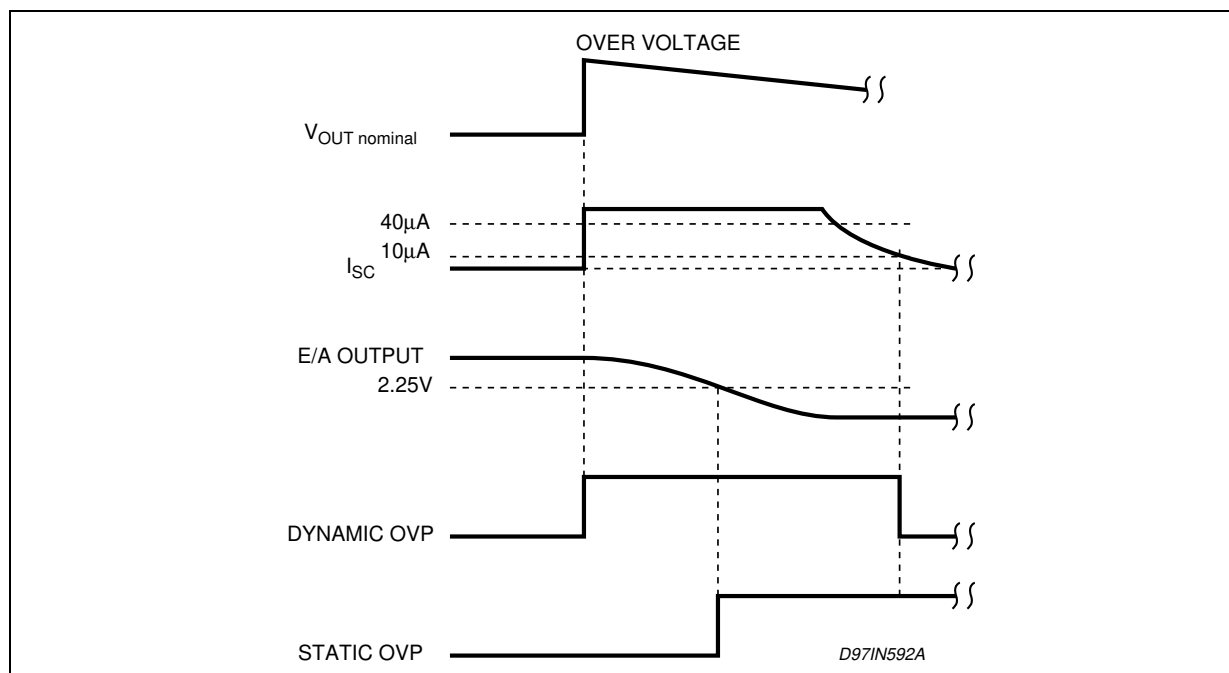 OVER VOLTAGE
VOUT nominal
40µA
10µA
ISC
E/A OUTPUT
2.25V
DYNAMIC OVP
STATIC OVP
D97IN592A